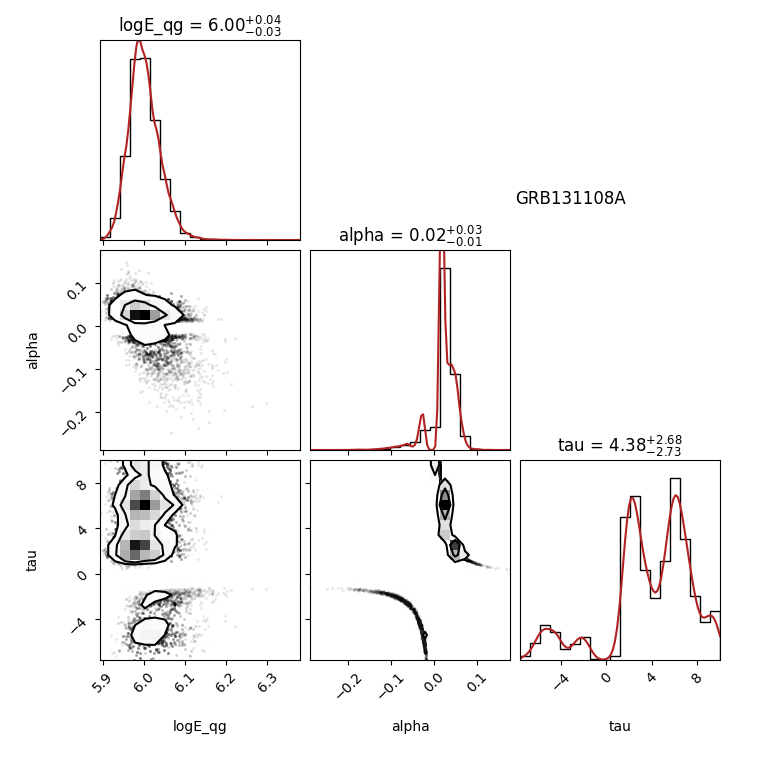 logE_qg = 6.00+0.04 −0.03
GRB131108A
alpha = 0.02+0.03 −0.01
0.1
0.0
−0.1
−0.2
alpha
tau = 4.38+2.68 −2.73
8
4
0
−4
tau
5.9 6.0 6.1 6.2 6.3
−0.2 −0.1 0.0 0.1
−4 0 4 8
logE_qg alpha tau